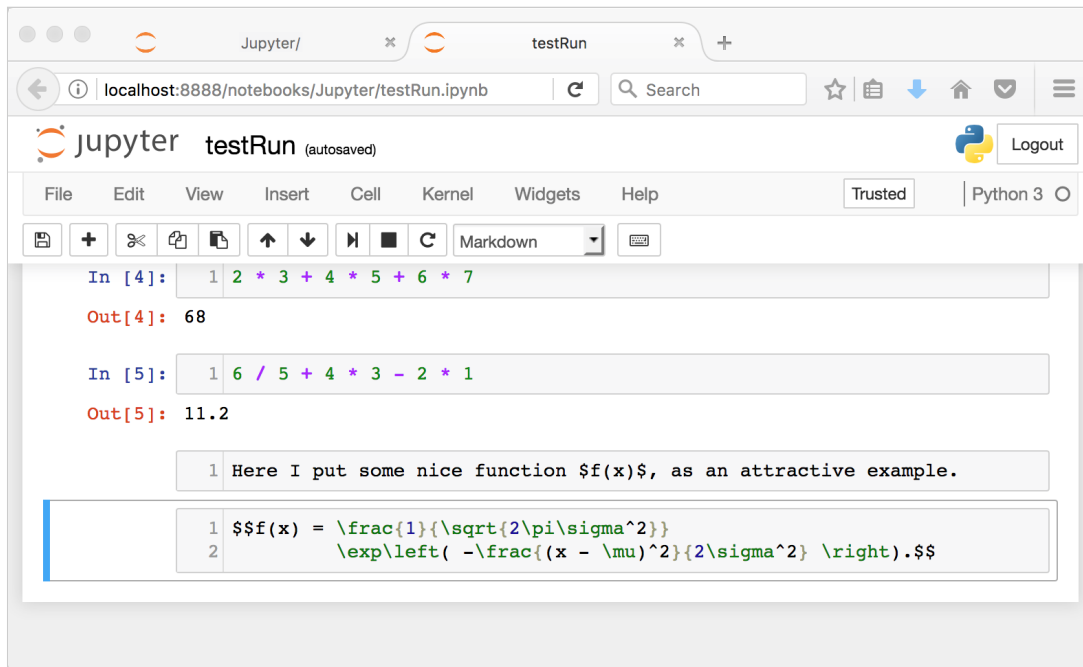 Jupyter/
testRun
localhost:8888/notebooks/Jupyter/testRun.ipynb
Search
jupyter testRun (autosaved)
Logout
File Edit View Insert Cell Kernel Widgets Help Trusted Python 3
Markdown
In [4]: 1 2 * 3 + 4 * 5 + 6 * 7
Out[4]: 68
In [5]: 1 6 / 5 + 4 * 3 - 2 * 1
Out[5]: 11.2
1 Here I put some nice function $f(x)$, as an attractive example.
1 $$f(x) = \frac{1}{\sqrt{2\pi\sigma^2}}
2 \exp\left( -\frac{(x - \mu)^2}{2\sigma^2} \right).$$